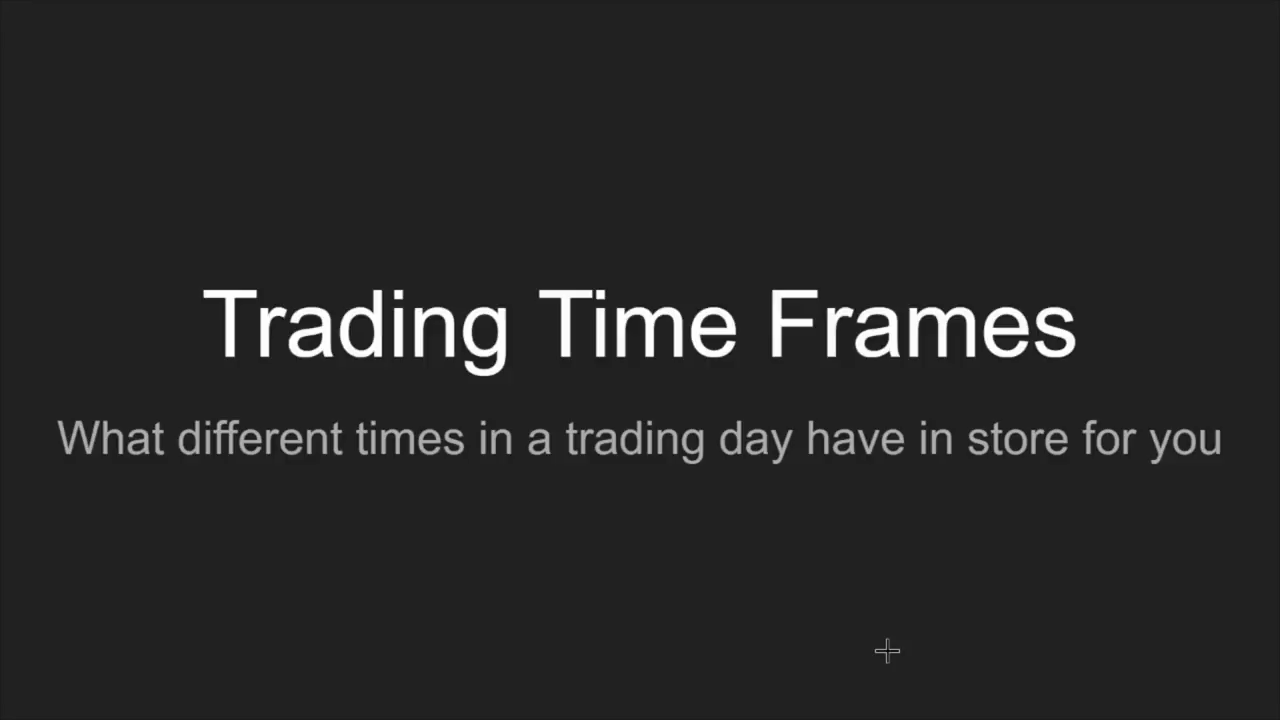 Trading Time Frames
What different times in a trading day have in store for you